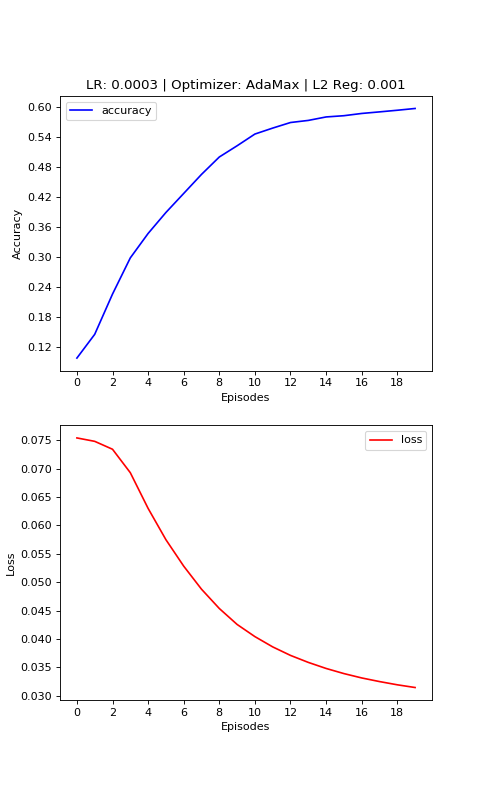 LR: 0.0003 | Optimizer: AdaMax | L2 Reg: 0.001
accuracy
0.60
0.54
0.48
0.42
0.36
0.30
0.24
0.18
0.12
Accuracy
0 2 4 6 8 10 12 14 16 18
Episodes
loss
0.075
0.070
0.065
0.060
0.055
0.050
0.045
0.040
0.035
0.030
Loss
0 2 4 6 8 10 12 14 16 18
Episodes